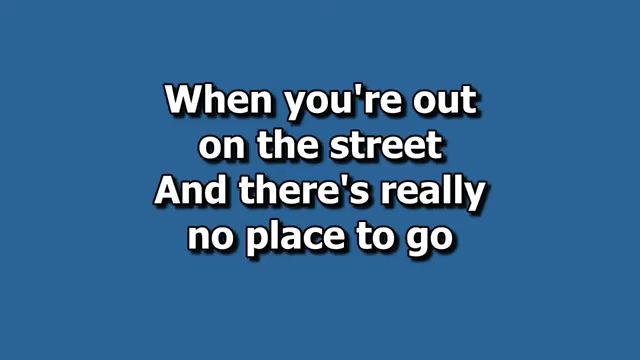 When you're out
on the street
And there's really
no place to go